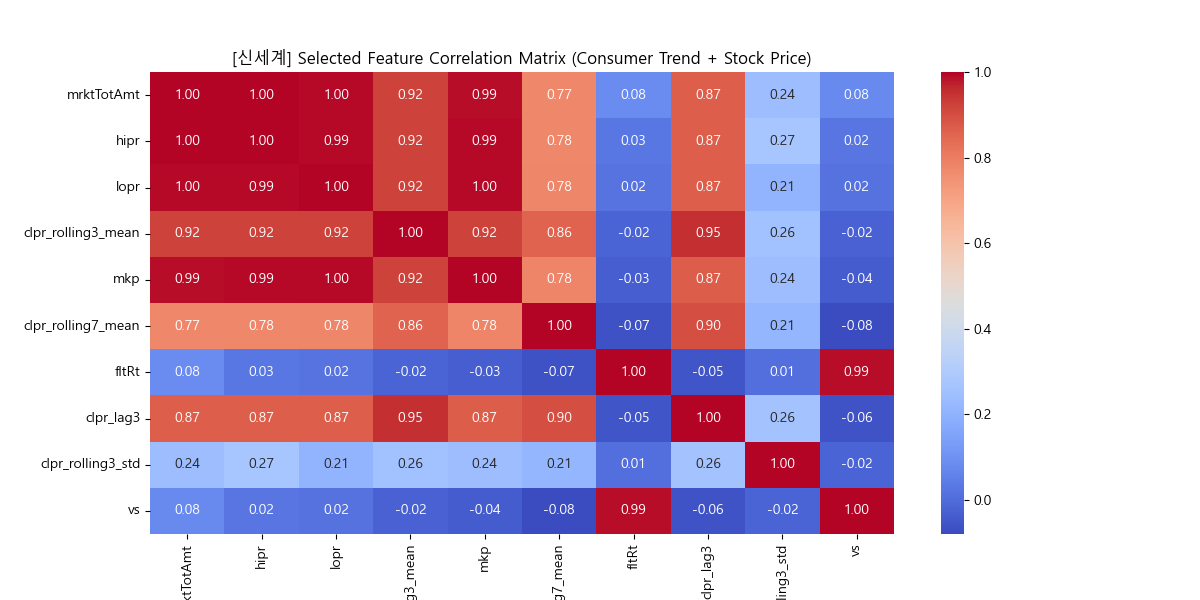 [신세계] Selected Feature Correlation Matrix (Consumer Trend + Stock Price)
mrktTotAmt 1.00 1.00 1.00 0.92 0.99 0.77 0.08 0.87 0.24 0.08
hipr 1.00 1.00 0.99 0.92 0.99 0.78 0.03 0.87 0.27 0.02
lopr 1.00 0.99 1.00 0.92 1.00 0.78 0.02 0.87 0.21 0.02
clpr_rolling3_mean 0.92 0.92 0.92 1.00 0.92 0.86 -0.02 0.95 0.26 -0.02
mkp 0.99 0.99 1.00 0.92 1.00 0.78 -0.03 0.87 0.24 -0.04
clpr_rolling7_mean 0.77 0.78 0.78 0.86 0.78 1.00 -0.07 0.90 0.21 -0.08
fltRt 0.08 0.03 0.02 -0.02 -0.03 -0.07 1.00 -0.05 0.01 0.99
clpr_lag3 0.87 0.87 0.87 0.95 0.87 0.90 -0.05 1.00 0.26 -0.06
clpr_rolling3_std 0.24 0.27 0.21 0.26 0.24 0.21 0.01 0.26 1.00 -0.02
vs 0.08 0.02 0.02 -0.02 -0.04 -0.08 0.99 -0.06 -0.02 1.00
ktTotAmt
hipr
lopr
g3_mean
mkp
g7_mean
fltRt
clpr_lag3
ling3_std
vs
1.0
0.8
0.6
0.4
0.2
0.0